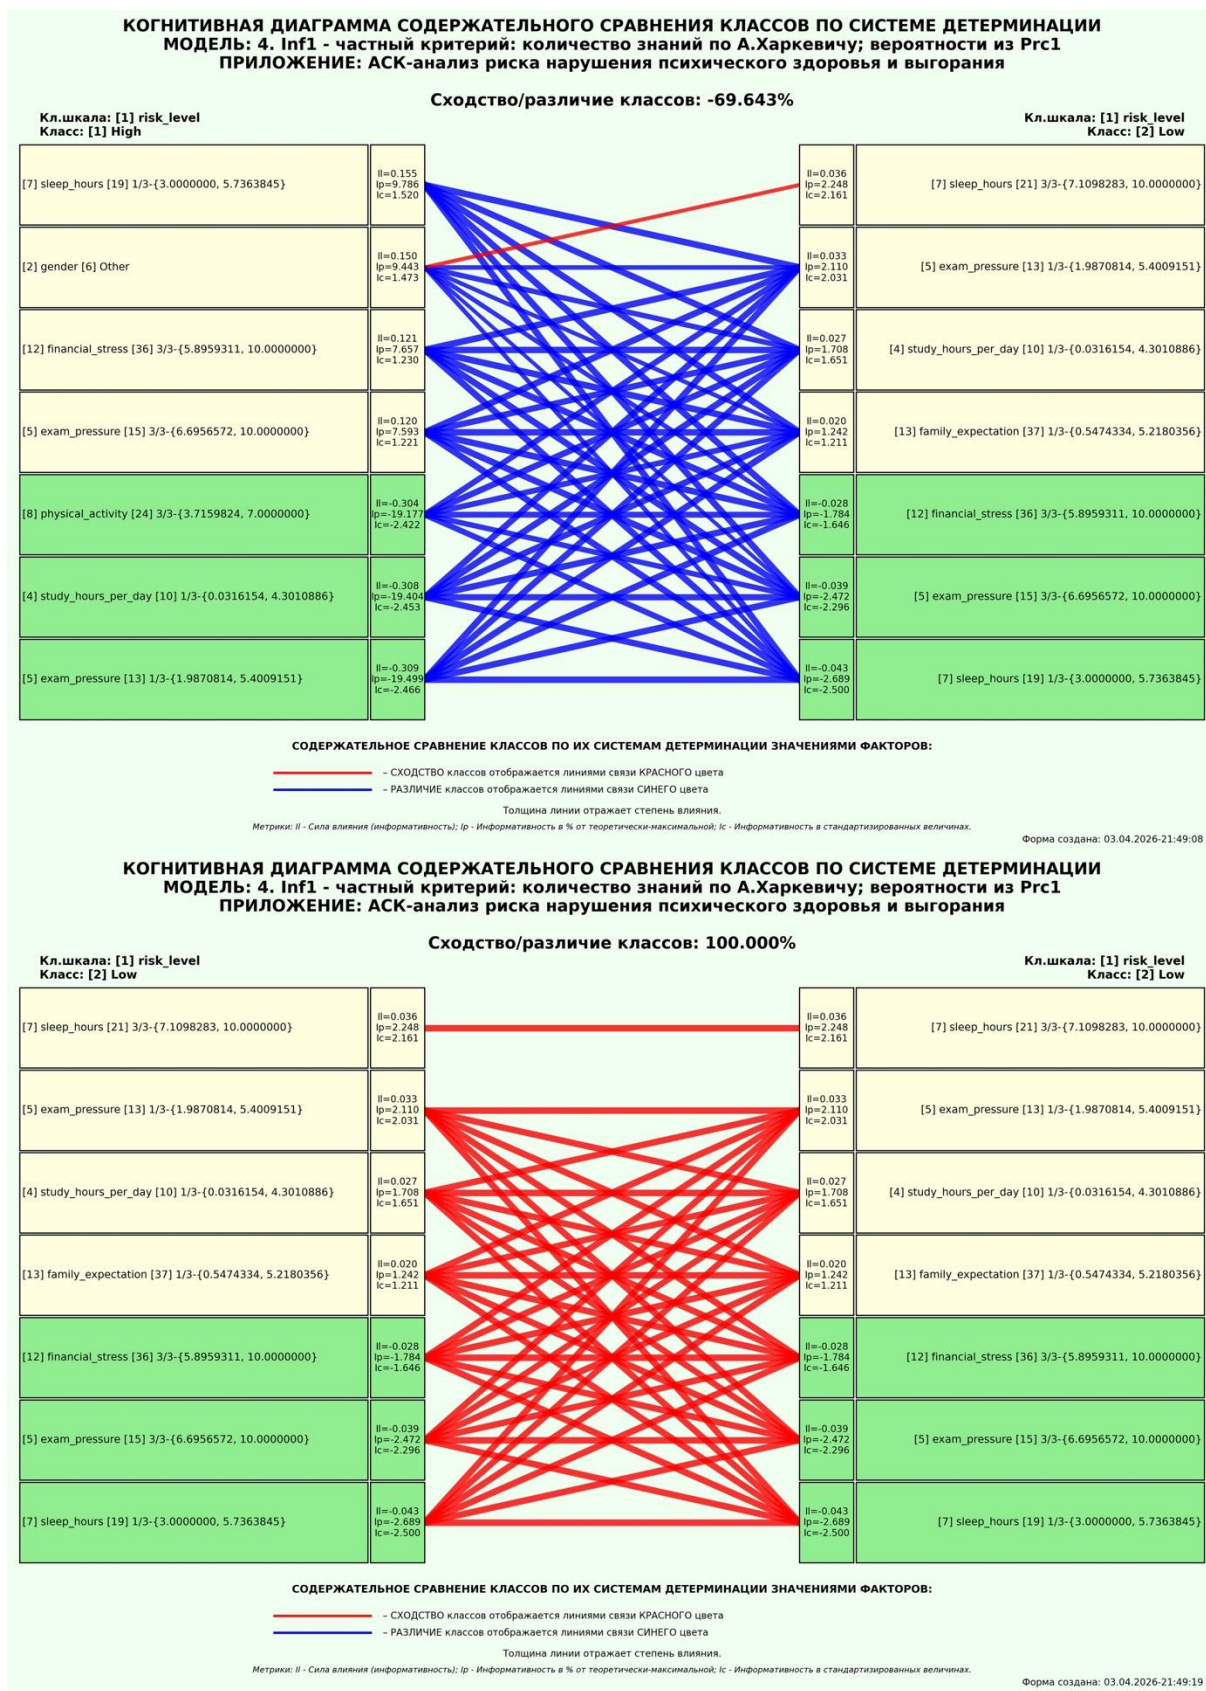 КОГНИТИВНАЯ ДИАГРАММА СОДЕРЖАТЕЛЬНОГО СРАВНЕНИЯ КЛАССОВ ПО СИСТЕМЕ ДЕТЕРМИНАЦИИ
МОДЕЛЬ: 4. Inf1 - частный критерий: количество знаний по А.Харкевичу; вероятности из Prc1
ПРИЛОЖЕНИЕ: АСК-анализ риска нарушения психического здоровья и выгорания
Сходство/различие классов: -69.643%
Кл.шкала: [1] risk_level
Класс: [1] High
Кл.шкала: [1] risk_level
Класс: [2] Low
[7] sleep_hours [19] 1/3-{3.0000000, 5.7363845}
II=0.155
Ip=9.786
Ic=1.520
II=0.036
Ip=2.248
Ic=2.161
[7] sleep_hours [21] 3/3-{7.1098283, 10.0000000}
[2] gender [6] Other
II=0.150
Ip=9.443
Ic=1.473
II=0.033
Ip=2.110
Ic=2.031
[5] exam_pressure [13] 1/3-{1.9870814, 5.4009151}
[12] financial_stress [36] 3/3-{5.8959311, 10.0000000}
II=0.121
Ip=7.657
Ic=1.230
II=0.027
Ip=1.708
Ic=1.651
[4] study_hours_per_day [10] 1/3-{0.0316154, 4.3010886}
[5] exam_pressure [15] 3/3-{6.6956572, 10.0000000}
II=0.120
Ip=7.593
Ic=1.221
II=0.020
Ip=1.242
Ic=1.211
[13] family_expectation [37] 1/3-{0.5474334, 5.2180356}
[8] physical_activity [24] 3/3-{3.7159824, 7.0000000}
II=-0.304
Ip=-19.177
Ic=-2.422
II=-0.028
Ip=-1.784
Ic=-1.646
[12] financial_stress [36] 3/3-{5.8959311, 10.0000000}
[4] study_hours_per_day [10] 1/3-{0.0316154, 4.3010886}
II=-0.308
Ip=-19.404
Ic=-2.453
II=-0.039
Ip=-2.472
Ic=-2.296
[5] exam_pressure [15] 3/3-{6.6956572, 10.0000000}
[5] exam_pressure [13] 1/3-{1.9870814, 5.4009151}
II=-0.309
Ip=-19.499
Ic=-2.466
II=-0.043
Ip=-2.689
Ic=-2.500
[7] sleep_hours [19] 1/3-{3.0000000, 5.7363845}
СОДЕРЖАТЕЛЬНОЕ СРАВНЕНИЕ КЛАССОВ ПО ИХ СИСТЕМАМ ДЕТЕРМИНАЦИИ ЗНАЧЕНИЯМИ ФАКТОРОВ:
– СХОДСТВО классов отображается линиями связи КРАСНОГО цвета
– РАЗЛИЧИЕ классов отображается линиями связи СИНЕГО цвета
Толщина линии отражает степень влияния.
Метрики: II - Сила влияния (информативность); Ip - Информативность в % от теоретически-максимальной; Ic - Информативность в стандартизированных величинах.
Форма создана: 03.04.2026-21:49:08
КОГНИТИВНАЯ ДИАГРАММА СОДЕРЖАТЕЛЬНОГО СРАВНЕНИЯ КЛАССОВ ПО СИСТЕМЕ ДЕТЕРМИНАЦИИ
МОДЕЛЬ: 4. Inf1 - частный критерий: количество знаний по А.Харкевичу; вероятности из Prc1
ПРИЛОЖЕНИЕ: АСК-анализ риска нарушения психического здоровья и выгорания
Сходство/различие классов: 100.000%
Кл.шкала: [1] risk_level
Класс: [2] Low
Кл.шкала: [1] risk_level
Класс: [2] Low
[7] sleep_hours [21] 3/3-{7.1098283, 10.0000000}
II=0.036
Ip=2.248
Ic=2.161
II=0.036
Ip=2.248
Ic=2.161
[7] sleep_hours [21] 3/3-{7.1098283, 10.0000000}
[5] exam_pressure [13] 1/3-{1.9870814, 5.4009151}
II=0.033
Ip=2.110
Ic=2.031
II=0.033
Ip=2.110
Ic=2.031
[5] exam_pressure [13] 1/3-{1.9870814, 5.4009151}
[4] study_hours_per_day [10] 1/3-{0.0316154, 4.3010886}
II=0.027
Ip=1.708
Ic=1.651
II=0.027
Ip=1.708
Ic=1.651
[4] study_hours_per_day [10] 1/3-{0.0316154, 4.3010886}
[13] family_expectation [37] 1/3-{0.5474334, 5.2180356}
II=0.020
Ip=1.242
Ic=1.211
II=0.020
Ip=1.242
Ic=1.211
[13] family_expectation [37] 1/3-{0.5474334, 5.2180356}
[12] financial_stress [36] 3/3-{5.8959311, 10.0000000}
II=-0.028
Ip=-1.784
Ic=-1.646
II=-0.028
Ip=-1.784
Ic=-1.646
[12] financial_stress [36] 3/3-{5.8959311, 10.0000000}
[5] exam_pressure [15] 3/3-{6.6956572, 10.0000000}
II=-0.039
Ip=-2.472
Ic=-2.296
II=-0.039
Ip=-2.472
Ic=-2.296
[5] exam_pressure [15] 3/3-{6.6956572, 10.0000000}
[7] sleep_hours [19] 1/3-{3.0000000, 5.7363845}
II=-0.043
Ip=-2.689
Ic=-2.500
II=-0.043
Ip=-2.689
Ic=-2.500
[7] sleep_hours [19] 1/3-{3.0000000, 5.7363845}
СОДЕРЖАТЕЛЬНОЕ СРАВНЕНИЕ КЛАССОВ ПО ИХ СИСТЕМАМ ДЕТЕРМИНАЦИИ ЗНАЧЕНИЯМИ ФАКТОРОВ:
– СХОДСТВО классов отображается линиями связи КРАСНОГО цвета
– РАЗЛИЧИЕ классов отображается линиями связи СИНЕГО цвета
Толщина линии отражает степень влияния.
Метрики: II - Сила влияния (информативность); Ip - Информативность в % от теоретически-максимальной; Ic - Информативность в стандартизированных величинах.
Форма создана: 03.04.2026-21:49:19